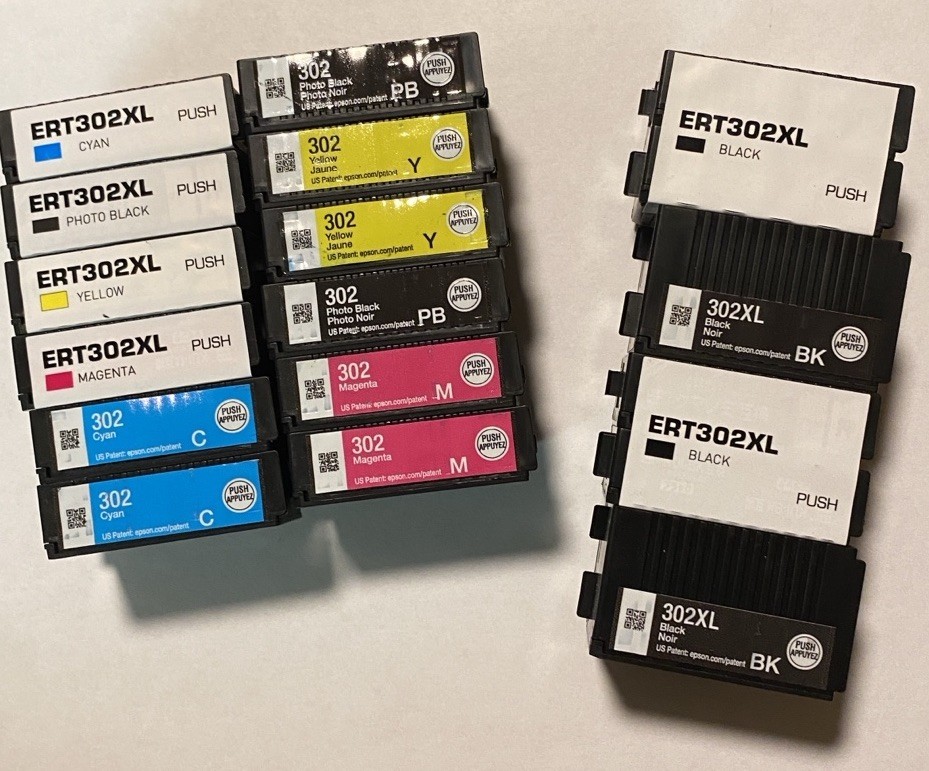 ERT302XL PUSH
CYAN
ERT302XL PUSH
PHOTO BLACK
ERT302XL PUSH
YELLOW
ERT302XL PUSH
MAGENTA
302
Cyan
US Patent: epson.com/patent C
PUSH
APPUYEZ
302
Cyan
US Patent: epson.com/patent C
PUSH
APPUYEZ
302
Photo Black
Photo Noir
US Patent: epson.com/patent PB
PUSH
APPUYEZ
302
Yellow
Jaune
US Patent: epson.com/patent Y
PUSH
APPUYEZ
302
Yellow
Jaune
US Patent: epson.com/patent Y
PUSH
APPUYEZ
302
Photo Black
Photo Noir
US Patent: epson.com/patent PB
PUSH
APPUYEZ
302
Magenta
US Patent: epson.com/patent M
PUSH
APPUYEZ
302
Magenta
US Patent: epson.com/patent M
PUSH
APPUYEZ
ERT302XL
BLACK
PUSH
302XL
Black
Noir
US Patent: epson.com/patent BK
PUSH
APPUYEZ
ERT302XL
BLACK
PUSH
302XL
Black
Noir
US Patent: epson.com/patent BK
PUSH
APPUYEZ